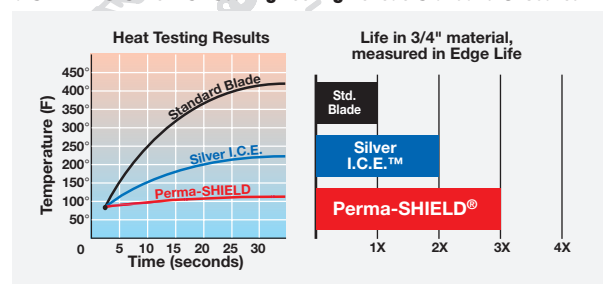 Heat Testing Results
Temperature (F)
450°
400°
350°
300°
250°
200°
150°
100°
50°
0
5 10 15 20 25 30
Time (seconds)
Standard Blade
Silver I.C.E.
Perma-SHIELD
Life in 3/4" material,
measured in Edge Life
Std.
Blade
Silver
I.C.E.™
Perma-SHIELD®
1X 2X 3X 4X